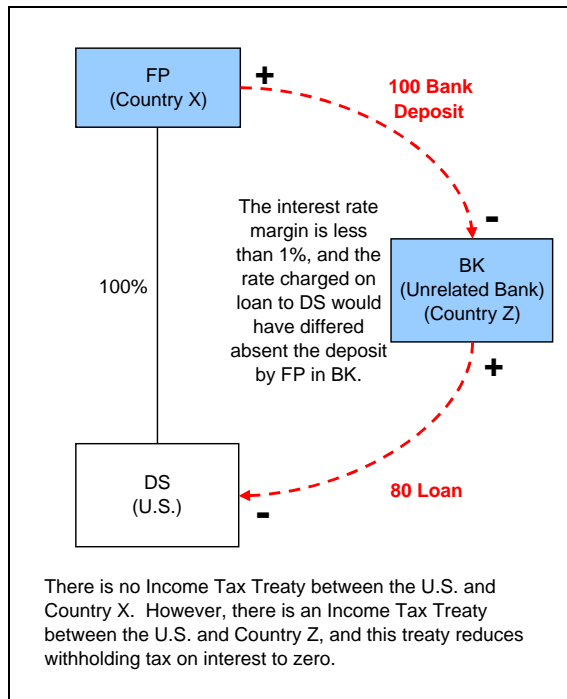 FP
(Country X)
+
100 Bank
Deposit
The interest rate
margin is less
than 1%, and the
rate charged on
loan to DS would
have differed
absent the deposit
by FP in BK.
100%
-
BK
(Unrelated Bank)
(Country Z)
+
DS
(U.S.)
-
80 Loan
There is no Income Tax Treaty between the U.S. and
Country X.  However, there is an Income Tax Treaty
between the U.S. and Country Z, and this treaty reduces
withholding tax on interest to zero.